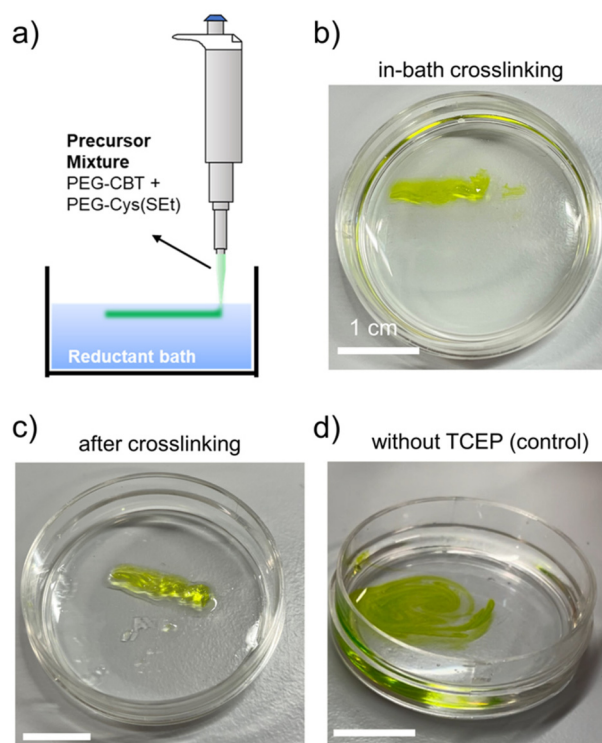 a)
Precursor
Mixture
PEG-CBT +
PEG-Cys(SEt)
Reductant bath
b)
in-bath crosslinking
1 cm
c)
after crosslinking
d)
without TCEP (control)